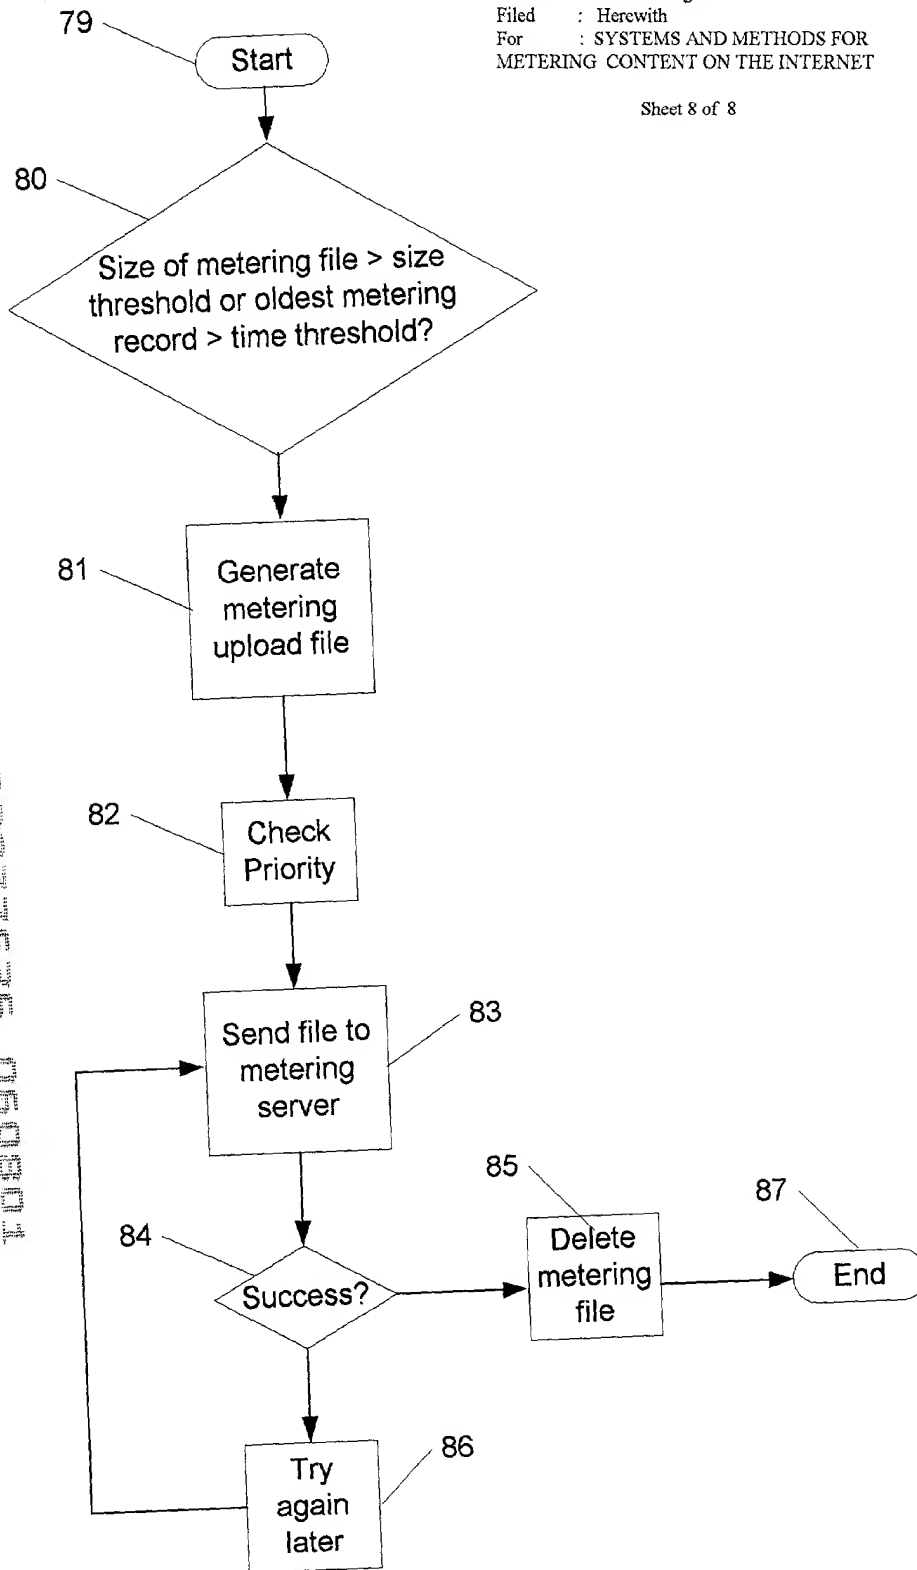 Filed : Herewith
For : SYSTEMS AND METHODS FOR
METERING CONTENT ON THE INTERNET
Sheet 8 of 8
79
Start
80
Size of metering file > size
threshold or oldest metering
record > time threshold?
81
Generate
metering
upload file
82
Check
Priority
83
Send file to
metering
server
84
Success?
85
Delete
metering
file
87
End
86
Try
again
later